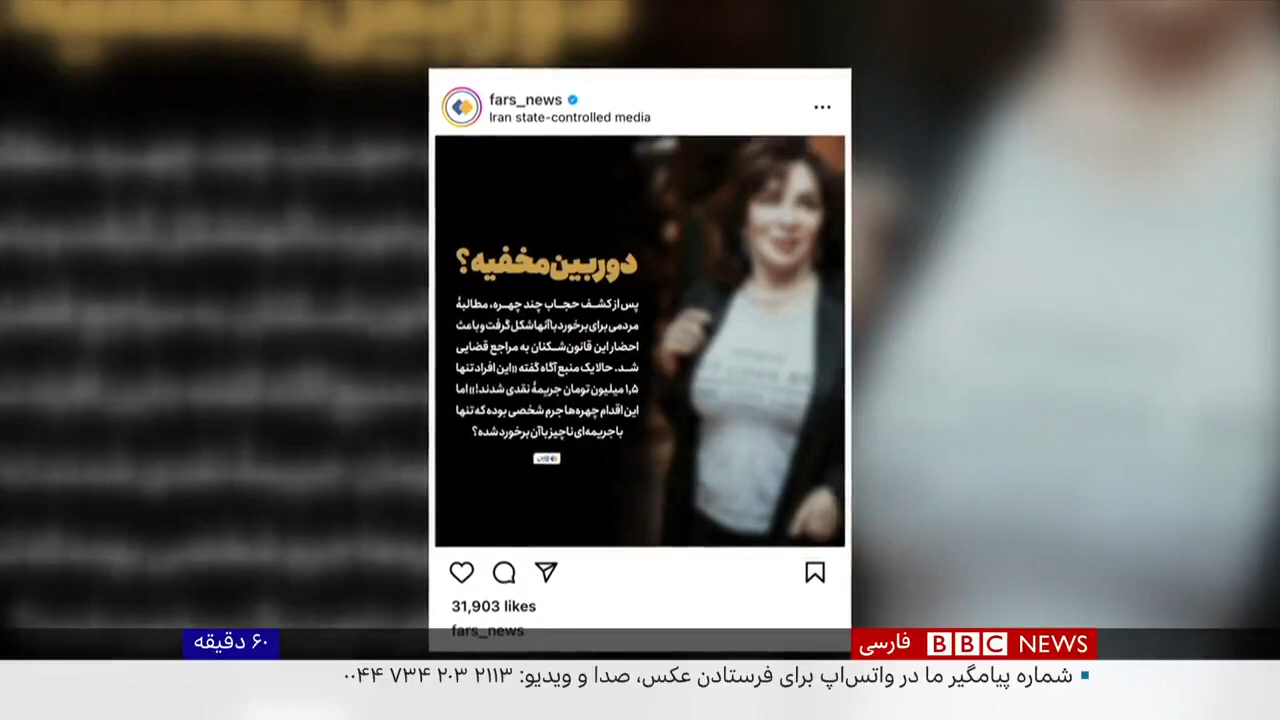 fars_news
Iran state-controlled media
دوربین مخفیه؟
پس از کشف حجاب چند چهره، مطالبهٔ
مردمی برای برخورد با آنها شکل گرفت و باعث
احضار این قانون‌شکنان به مراجع قضایی
شد. حالا یک منبع آگاه گفته «این افراد تنها
۱,۵ میلیون تومان جریمهٔ نقدی شدند!» اما
این اقدام چهره‌ها جرم شخصی بوده که تنها
با جریمه‌ای ناچیز با آن برخورد شده؟
31,903 likes
fars_news
۶۰ دقیقه
BBC NEWS فارسی
شماره پیامگیر ما در واتس‌اپ برای فرستادن عکس، صدا و ویدیو: ۰۰۴۴ ۷۳۴ ۲۰۳ ۲۱۱۳